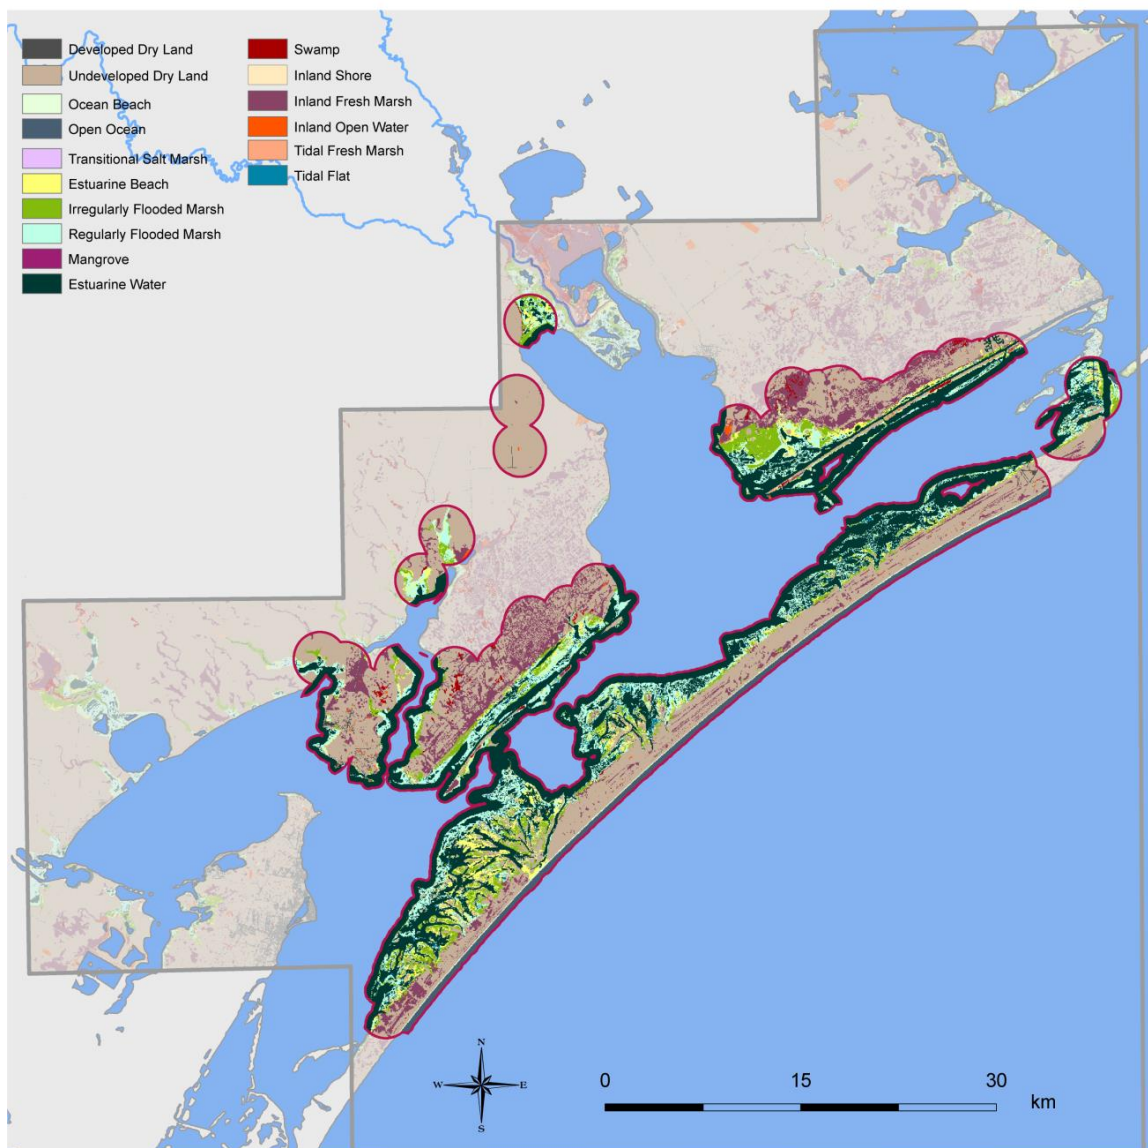 Developed Dry Land
Undeveloped Dry Land
Ocean Beach
Open Ocean
Transitional Salt Marsh
Estuarine Beach
Irregularly Flooded Marsh
Regularly Flooded Marsh
Mangrove
Estuarine Water
Swamp
Inland Shore
Inland Fresh Marsh
Inland Open Water
Tidal Fresh Marsh
Tidal Flat
N
W E
S
0 15 30
km